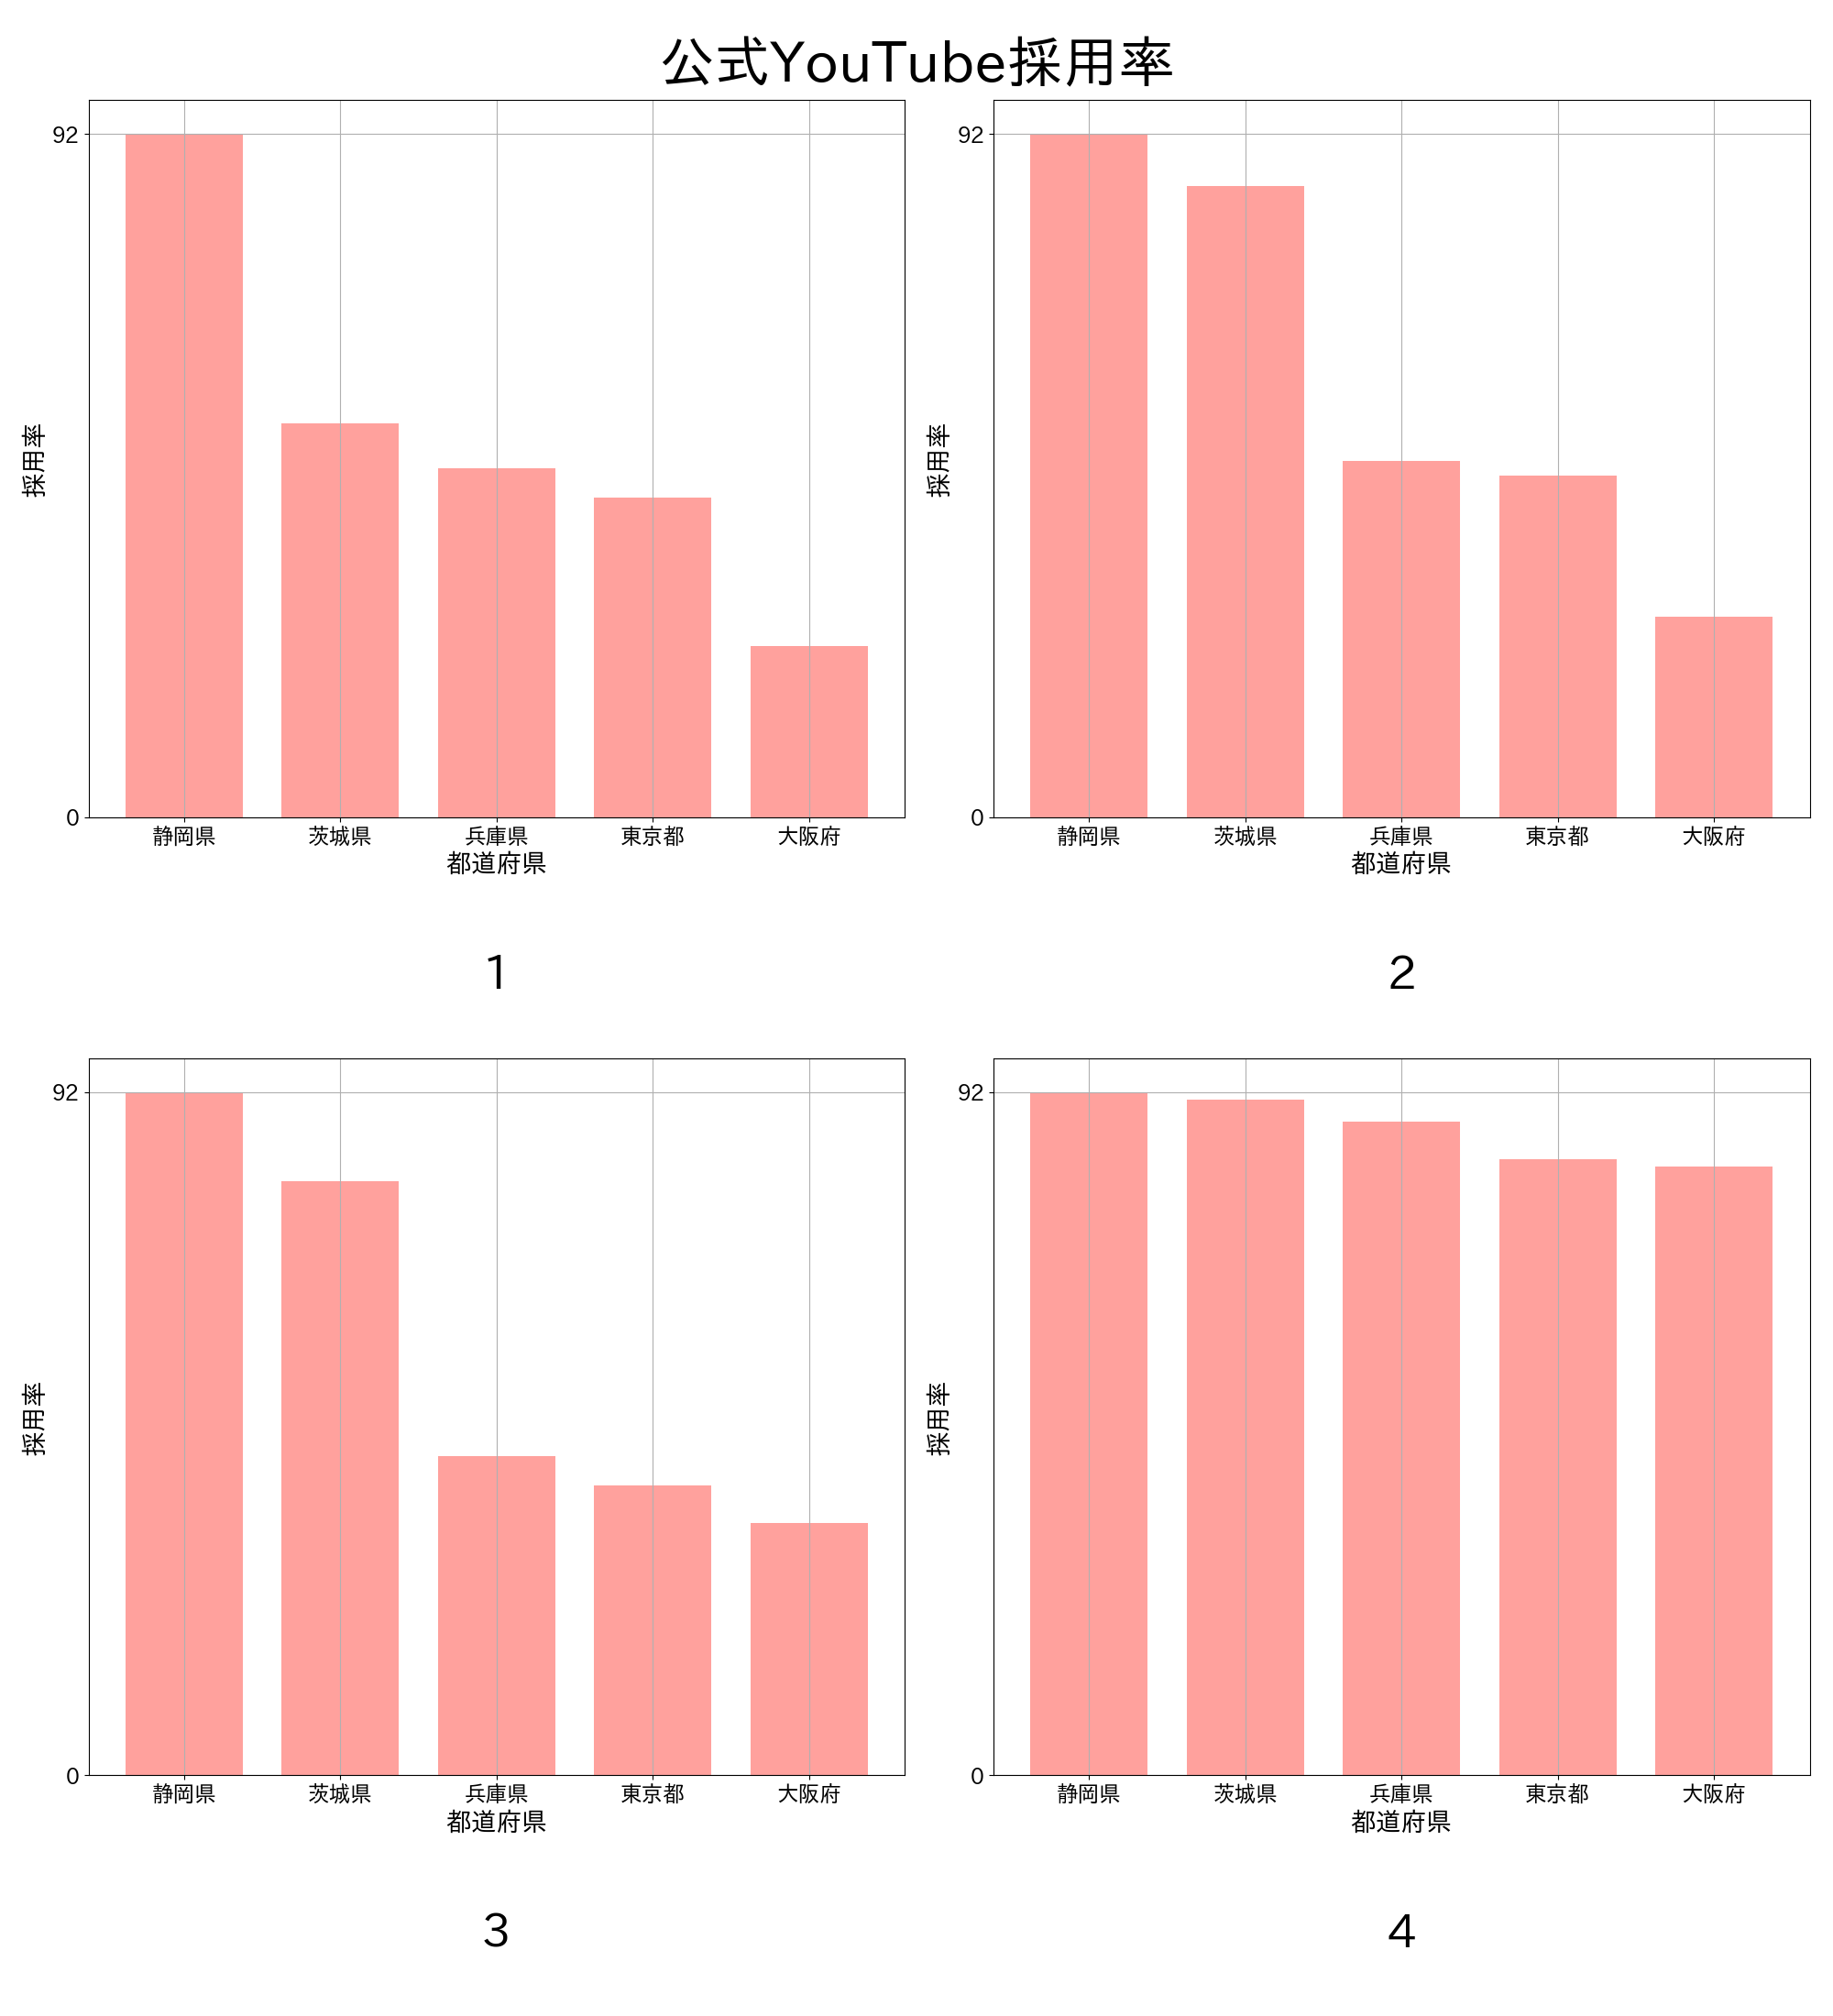 公式YouTube採用率
92
採用率
0
静岡県 茨城県 兵庫県 東京都 大阪府
都道府県
1
92
採用率
0
静岡県 茨城県 兵庫県 東京都 大阪府
都道府県
2
92
採用率
0
静岡県 茨城県 兵庫県 東京都 大阪府
都道府県
3
92
採用率
0
静岡県 茨城県 兵庫県 東京都 大阪府
都道府県
4